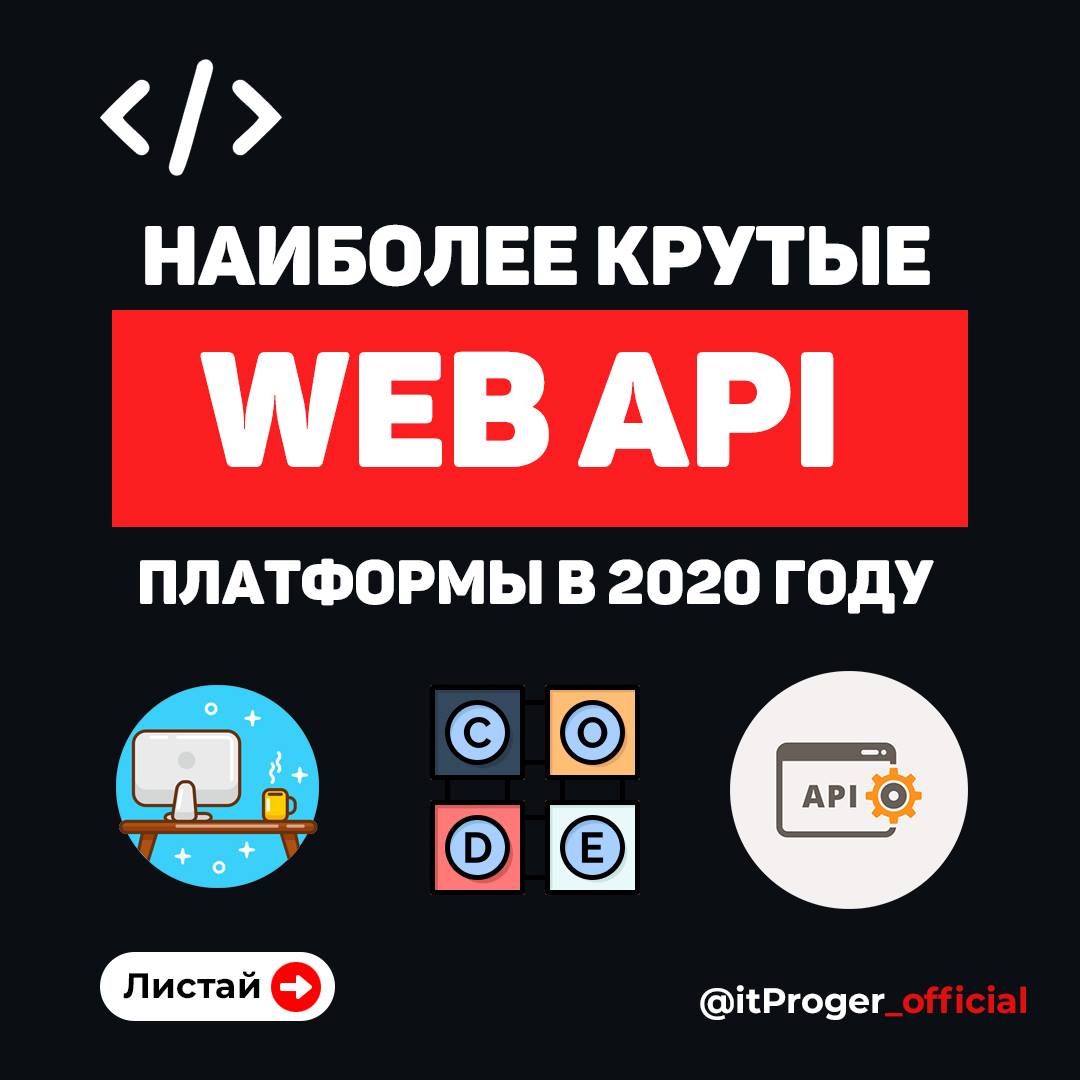 </>
НАИБОЛЕЕ КРУТЫЕ
WEB API
ПЛАТФОРМЫ В 2020 ГОДУ
C O
D E
API
Листай
@itProger_official